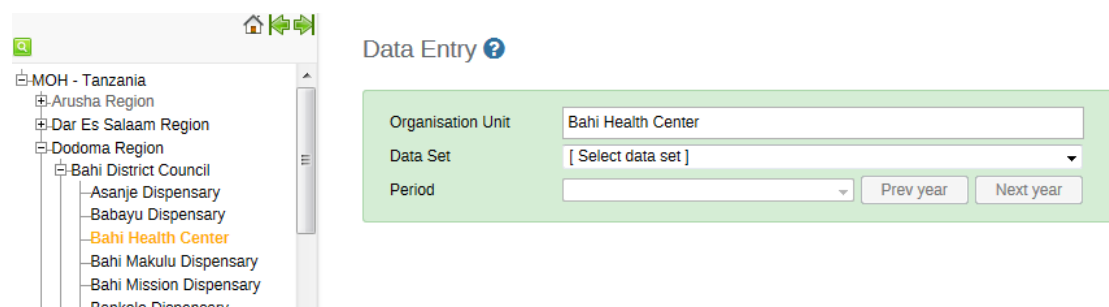 MOH - Tanzania
Arusha Region
Dar Es Salaam Region
Dodoma Region
Bahi District Council
Asanje Dispensary
Babayu Dispensary
Bahi Health Center
Bahi Makulu Dispensary
Bahi Mission Dispensary
Data Entry ?
Organisation Unit Bahi Health Center
Data Set [ Select data set ]
Period Prev year Next year